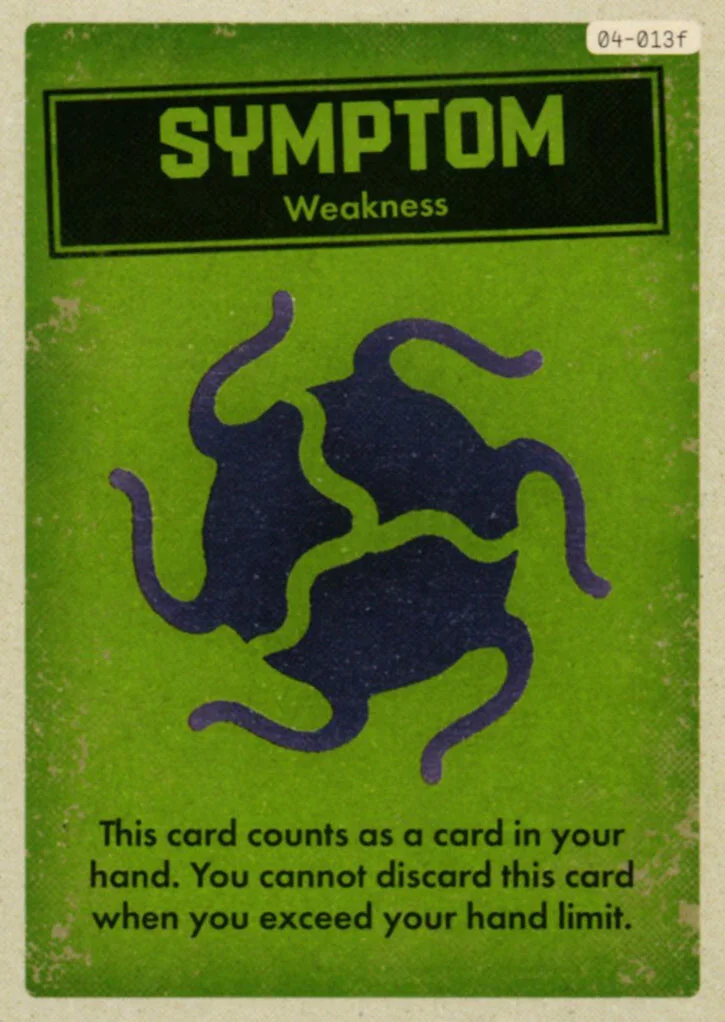 04-013f
SYMPTOM
Weakness
This card counts as a card in your
hand. You cannot discard this card
when you exceed your hand limit.